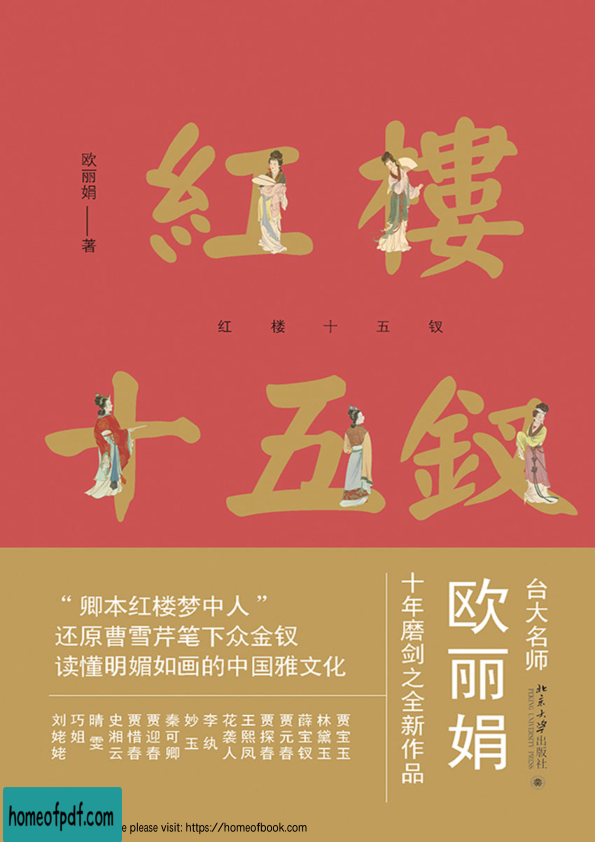 欧丽娟——著
紅樓
红楼十五钗
十五釵
“卿本红楼梦中人”
还原曹雪芹笔下众金钗
读懂明媚如画的中国雅文化
台大名师
欧丽娟
十年磨剑之全新作品
贾宝玉
林黛玉
薛宝钗
贾元春
贾探春
王熙凤
花袭人
李纨
妙玉
秦可卿
贾迎春
贾惜春
史湘云
晴雯
巧姐
刘姥姥
北京大学出版社
PEKING UNIVERSITY PRESS
homeofpdf.com
e please visit: https://homeofbook.com